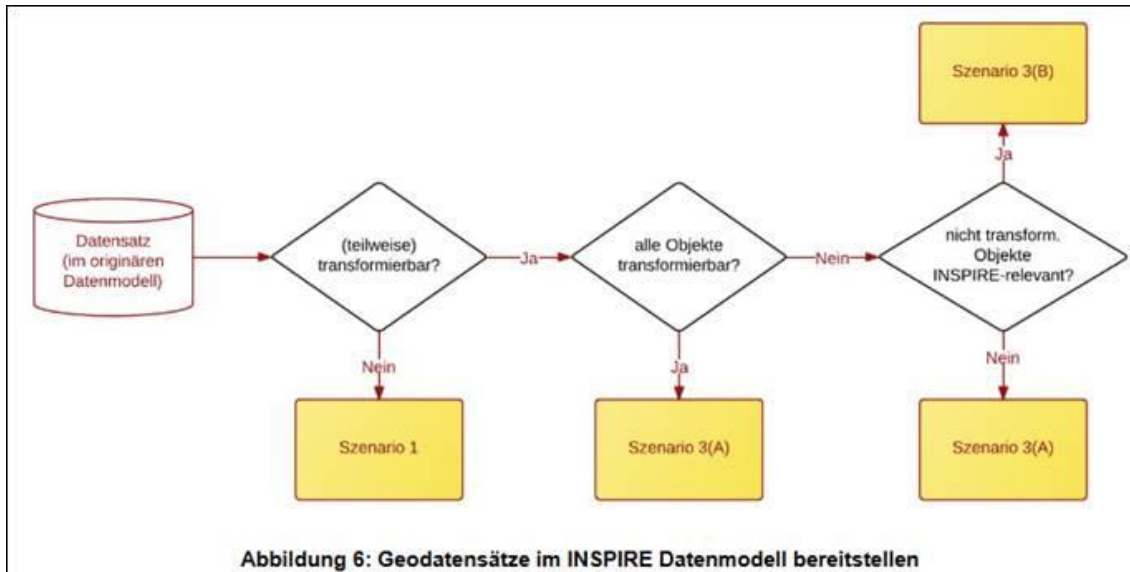 Szenario 3(B)
Ja
Datensatz
(im originären
Datenmodell)
(teilweise)
transformierbar?
Ja
alle Objekte
transformierbar?
Nein
nicht transform.
Objekte
INSPIRE-relevant?
Nein
Ja
Nein
Szenario 1
Szenario 3(A)
Szenario 3(A)
Abbildung 6: Geodatensätze im INSPIRE Datenmodell bereitstellen